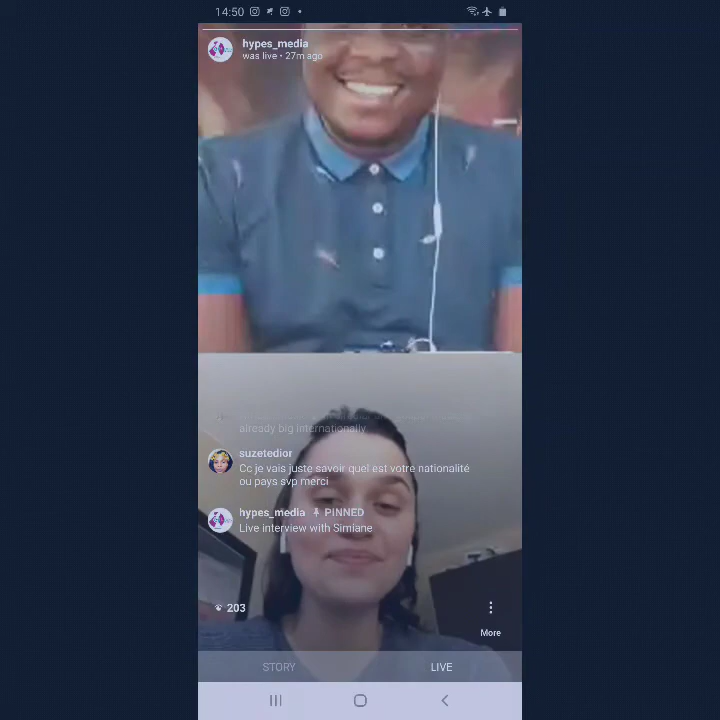 14:50
hypes_media
was live • 27m ago
already big internationally
suzetedior
Cc je vais juste savoir quel est votre nationalité
ou pays svp merci
hypes_media PINNED
Live interview with Simiane
203
More
STORY LIVE